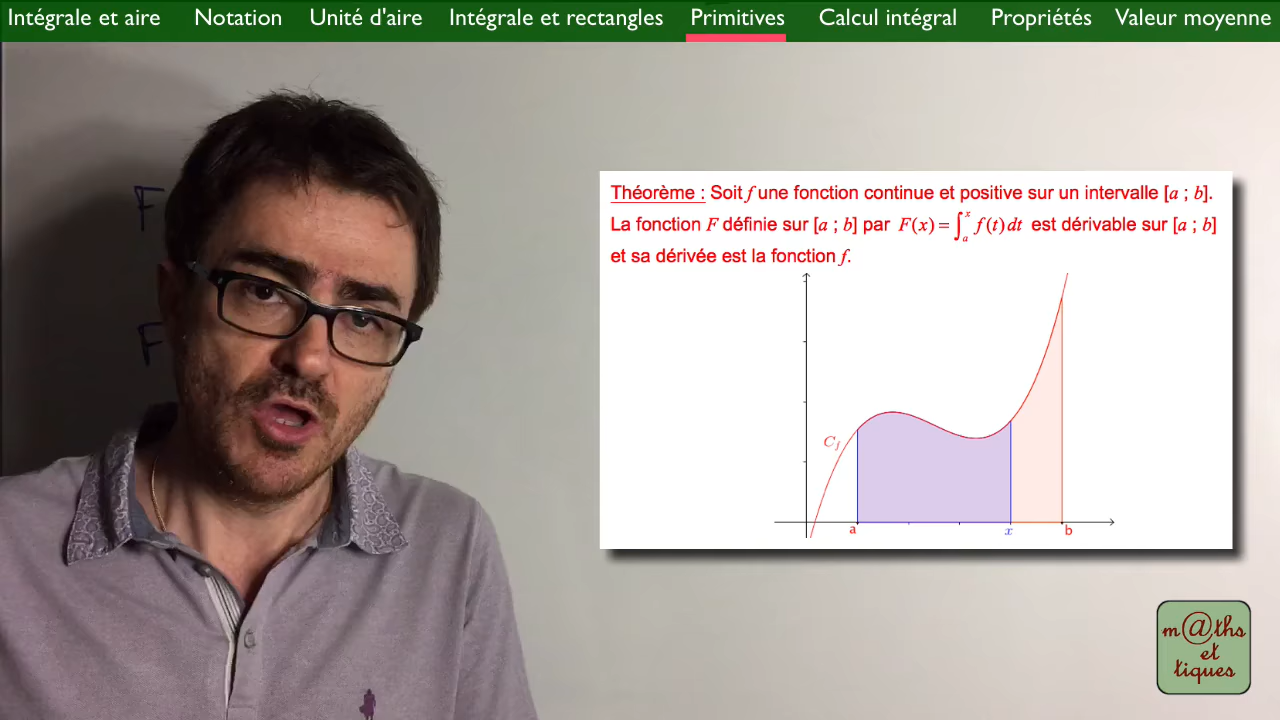 Intégrale et aire Notation Unité d'aire Intégrale et rectangles Primitives Calcul intégral Propriétés Valeur moyenne
F
F
Théorème : Soit f une fonction continue et positive sur un intervalle [a ; b].
La fonction F définie sur [a ; b] par F(x) = ∫ₐˣ f(t) dt est dérivable sur [a ; b]
et sa dérivée est la fonction f.
C_f
a x b
m@ths
et
tiques